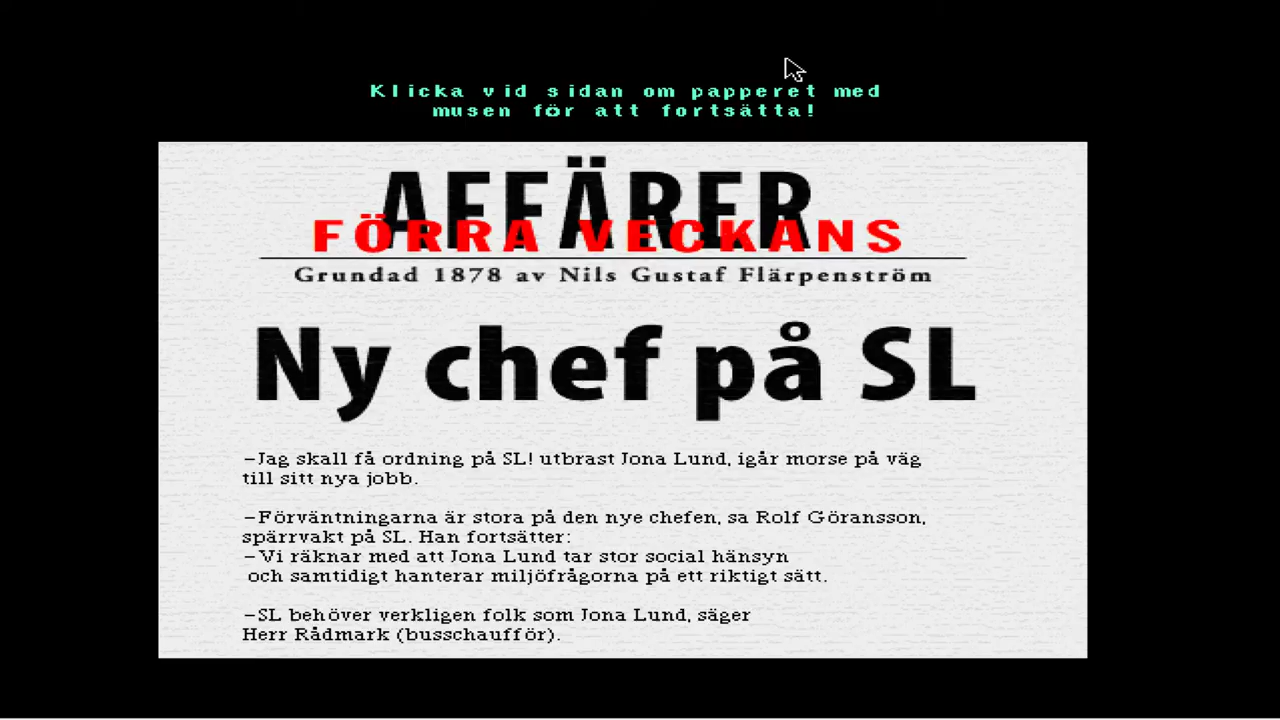 Klicka vid sidan om papperet med
musen för att fortsätta!
AFFÄRER
FÖRRA VECKANS
Grundad 1878 av Nils Gustaf Flärpenström
Ny chef på SL
-Jag skall få ordning på SL! utbrast Jona Lund, igår morse på väg
till sitt nya jobb.
-Förväntningarna är stora på den nye chefen, sa Rolf Göransson,
spärrvakt på SL. Han fortsätter:
-Vi räknar med att Jona Lund tar stor social hänsyn
och samtidigt hanterar miljöfrågorna på ett riktigt sätt.
-SL behöver verkligen folk som Jona Lund, säger
Herr Rådmark (busschaufför).